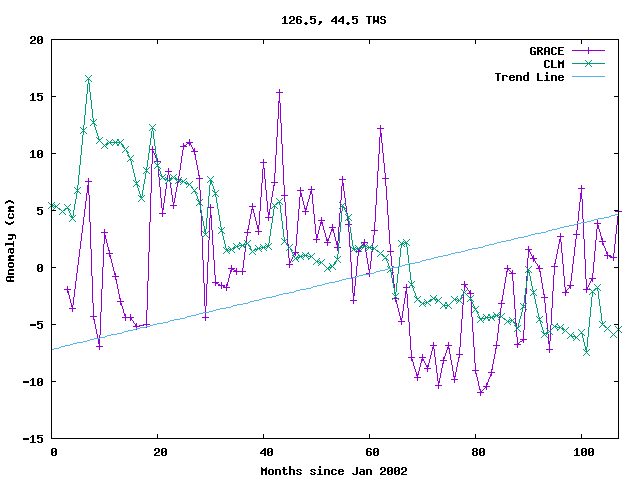 126.5, 44.5 TWS
GRACE
CLM
Trend Line
Anomaly (cm)
20
15
10
5
0
-5
-10
-15
0 20 40 60 80 100
Months since Jan 2002